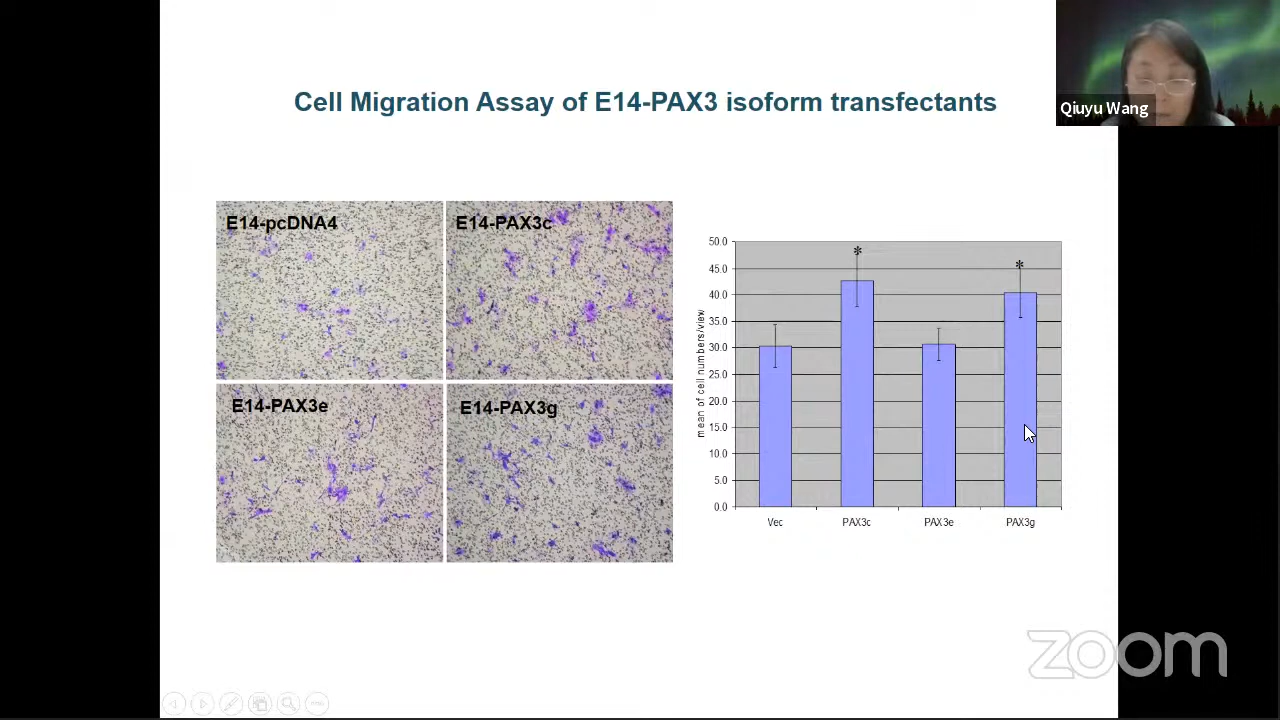 Cell Migration Assay of E14-PAX3 isoform transfectants
Qiuyu Wang
E14-pcDNA4
E14-PAX3c
E14-PAX3e
E14-PAX3g
mean of cell numbers/view
50.0
45.0
40.0
35.0
30.0
25.0
20.0
15.0
10.0
5.0
0.0
*
*
Vec
PAX3c
PAX3e
PAX3g
zoom